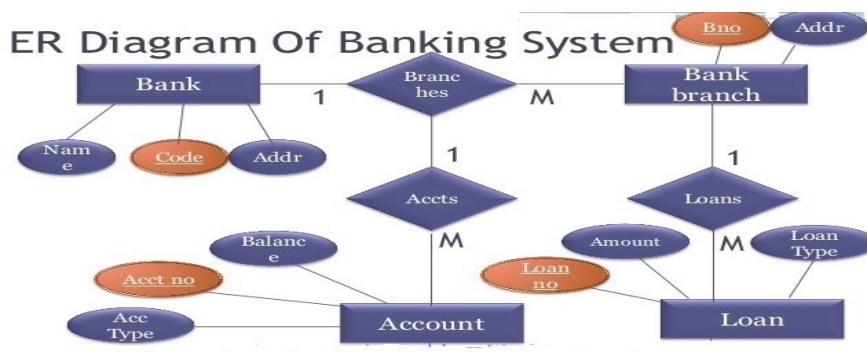 ER Diagram Of Banking System
Bno
Addr
Bank
Branc
hes
Bank
branch
1
M
Nam
e
Code
Addr
1
1
Accts
Loans
M
M
Balanc
e
Amount
Loan
Type
Acct no
Loan
no
Acc
Type
Account
Loan